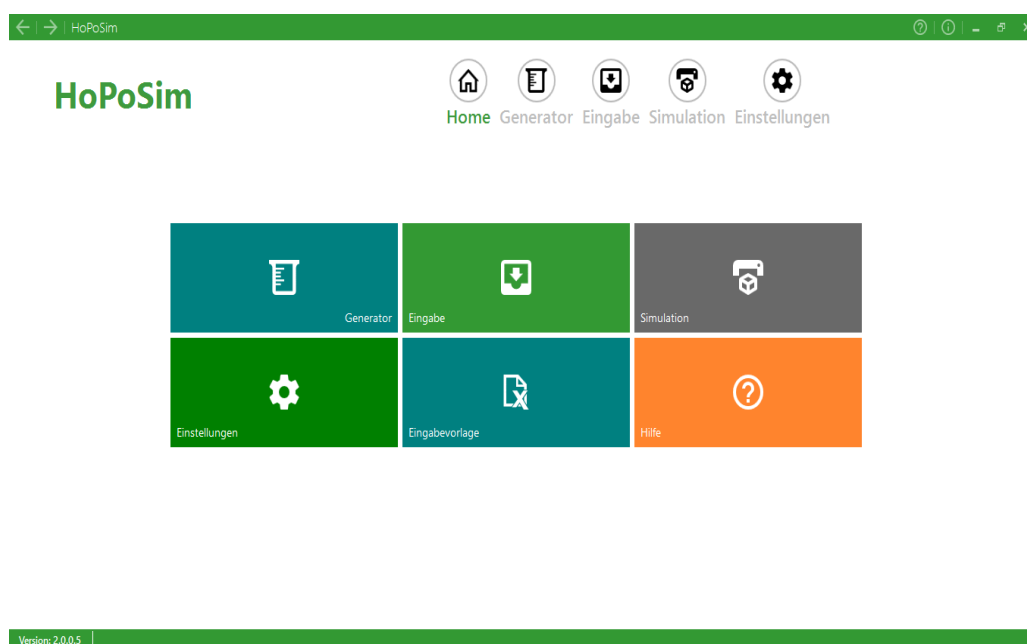 HoPoSim
HoPoSim
Home Generator Eingabe Simulation Einstellungen
Generator
Eingabe
Simulation
Einstellungen
Eingabevorlage
Hilfe
Version: 2.0.0.5